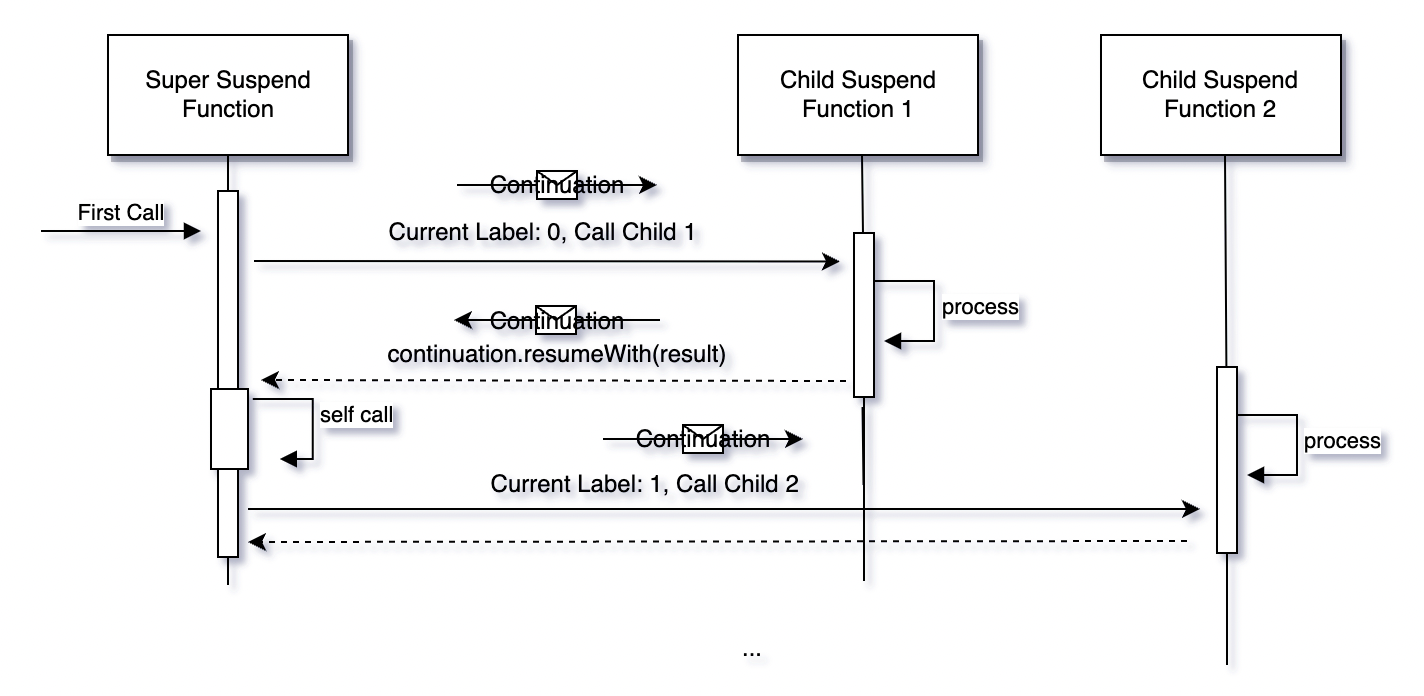 Super Suspend
Function
Child Suspend
Function 1
Child Suspend
Function 2
Continuation
First Call
Current Label: 0, Call Child 1
process
Continuation
continuation.resumeWith(result)
self call
Continuation
process
Current Label: 1, Call Child 2
...